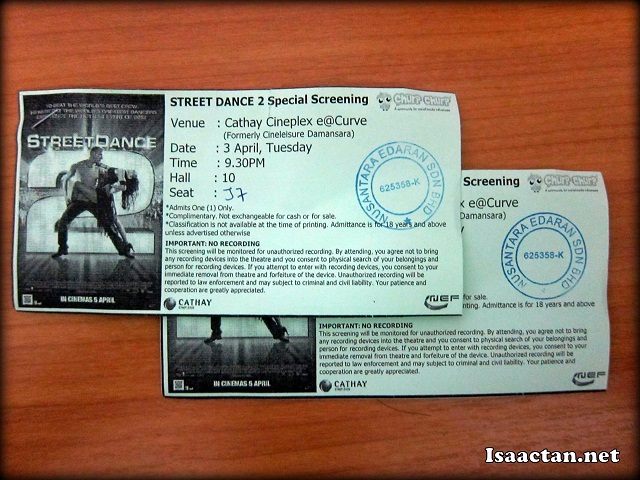 STREET DANCE 2 Special Screening
Chuff-Chuff
Venue : Cathay Cineplex e@Curve
(Formerly Cineleisure Damansara)
Date : 3 April, Tuesday
Time : 9.30PM
Hall : 10
Seat : J7
*Admits One (1) Only.
*Complimentary. Not exchangeable for cash or for sale.
*Classification is not available at the time of printing. Admittance is for 18 years and above
unless advertised otherwise
IMPORTANT: NO RECORDING
This screening will be monitored for unauthorized recording. By attending, you agree not to bring
any recording devices into the theatre and you consent to physical search of your belongings and
person for recording devices. If you attempt to enter with recording devices, you consent to your
immediate removal from theatre and forfeiture of the device. Unauthorized recording will be
reported to law enforcement and may subject to criminal and civil liability. Your patience and
cooperation are greatly appreciated.
CATHAY
NEF
NUSANTARA EDARAN SDN BHD
625358-K
STREETDANCE
2
IN CINEMAS 5 APRIL
Screening
Chuff-Chuff
x e@Curve
Damansara)
y
NUSANTARA EDARAN SDN BHD
625358-K
for sale.
nting. Admittance is for 18 years and above
IMPORTANT: NO RECORDING
This screening will be monitored for unauthorized recording. By attending, you agree not to bring
any recording devices into the theatre and you consent to physical search of your belongings and
person for recording devices. If you attempt to enter with recording devices, you consent to your
immediate removal from theatre and forfeiture of the device. Unauthorized recording will be
reported to law enforcement and may subject to criminal and civil liability. Your patience and
cooperation are greatly appreciated.
CATHAY
NEF
IN CINEMAS 5 APRIL
Isaactan.net